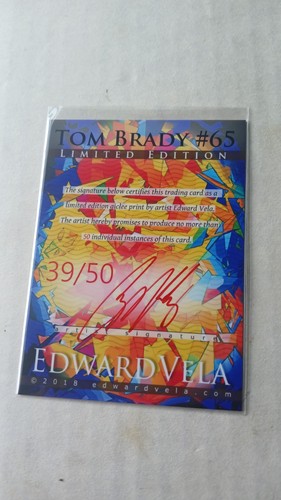 TOM BRADY #65
LIMITED EDITION
The signature below certifies this trading card as a
limited edition giclee print by artist Edward Vela.
The artist hereby promises to produce no more than
50 individual instances of this card.
39/50
artist signature
EDWARDVELA
©2018 edwardvela.com